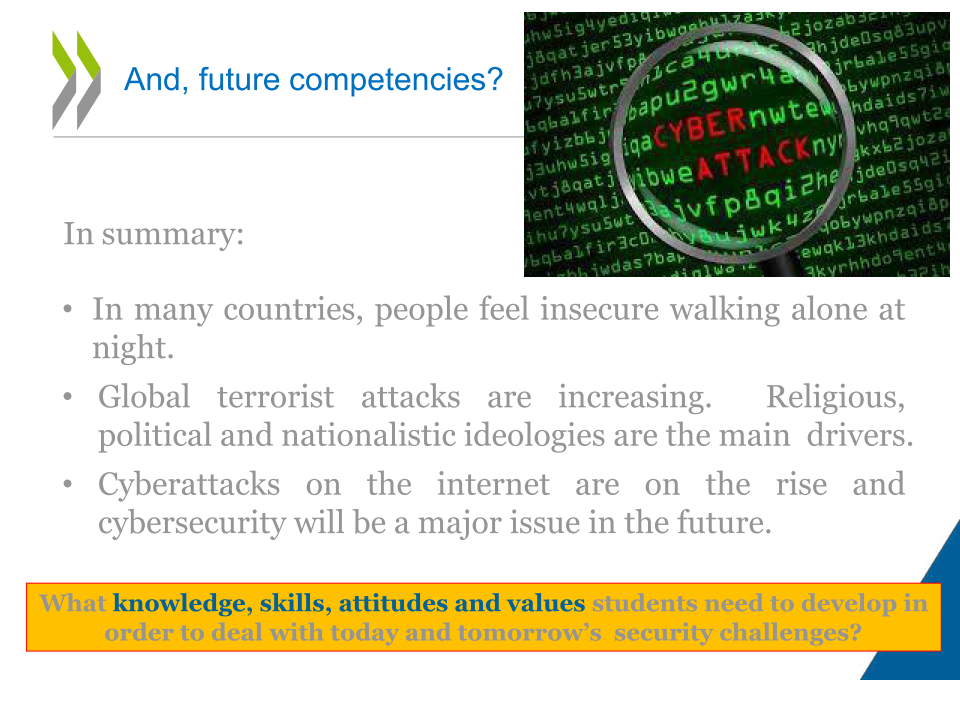 And, future competencies?
CYBER
ATTACK
In summary:
• In many countries, people feel insecure walking alone at
night.
• Global terrorist attacks are increasing. Religious,
political and nationalistic ideologies are the main drivers.
• Cyberattacks on the internet are on the rise and
cybersecurity will be a major issue in the future.
What knowledge, skills, attitudes and values students need to develop in
order to deal with today and tomorrow’s security challenges?